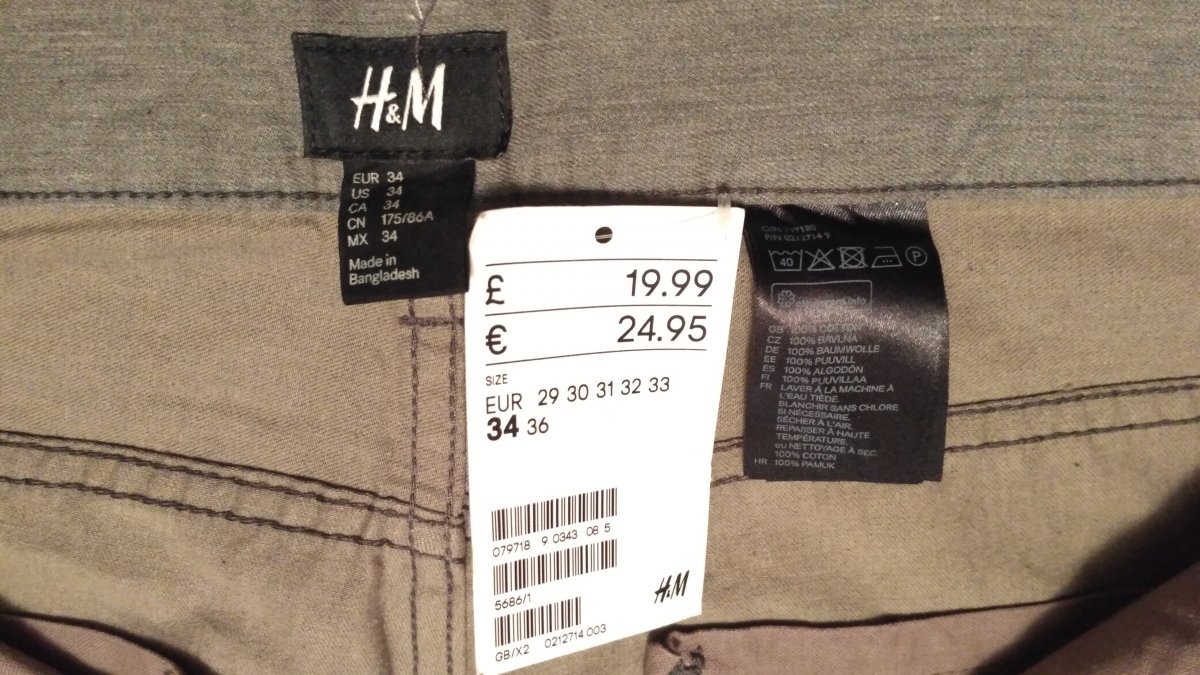 H&M
EUR 34
US 34
CA 34
CN 175/86A
MX 34
Made in
Bangladesh
£ 19.99
€ 24.95
SIZE
EUR 29 30 31 32 33
34 36
079718 9 0343 08 5
5686/1
H&M
GB/X2 0212714 003
P/N 0212714 9
40
P
GB 100% COTTON
CZ 100% BAVLNA
DE 100% BAUMWOLLE
EE 100% PUUVILL
ES 100% ALGODÓN
FI 100% PUUVILLAA
FR LAVER À LA MACHINE À
L'EAU TIÈDE.
BLANCHIR SANS CHLORE
SI NÉCESSAIRE.
SÉCHER À L'AIR.
REPASSER À HAUTE
TEMPÉRATURE.
OU NETTOYAGE À SEC.
100% COTON
HR 100% PAMUK